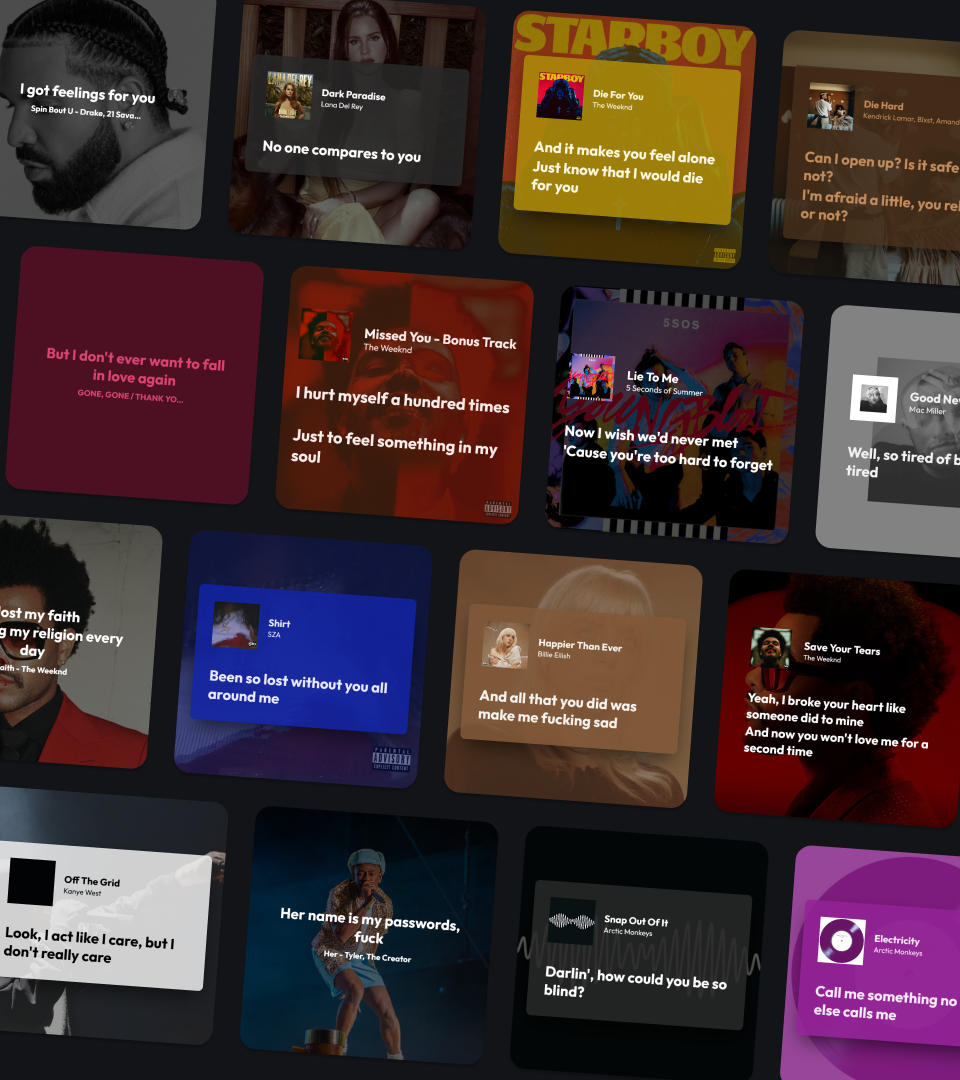 I got feelings for you
Spin Bout U - Drake, 21 Sava...
LANA DEL REY
Dark Paradise
Lana Del Rey
No one compares to you
STARBOY
STARBOY
Die For You
The Weeknd
And it makes you feel alone
Just know that I would die
for you
Die Hard
Kendrick Lamar, Blxst, Amand
Can I open up? Is it safe
not?
I'm afraid a little, you rel
or not?
But I don't ever want to fall
in love again
GONE, GONE / THANK YO...
Missed You - Bonus Track
The Weeknd
I hurt myself a hundred times
Just to feel something in my
soul
PARENTAL
ADVISORY
EXPLICIT CONTENT
5SOS
YOUNGBLOOD
Lie To Me
5 Seconds of Summer
Now I wish we'd never met
'Cause you're too hard to forget
Good Ne
Mac Miller
Well, so tired of b
tired
lost my faith
g my religion every
day
aith - The Weeknd
Shirt
SZA
Been so lost without you all
around me
PARENTAL
ADVISORY
EXPLICIT CONTENT
Happier Than Ever
Billie Eilish
And all that you did was
make me fucking sad
Save Your Tears
The Weeknd
Yeah, I broke your heart like
someone did to mine
And now you won't love me for a
second time
Off The Grid
Kanye West
Look, I act like I care, but I
don't really care
Her name is my passwords,
fuck
Her - Tyler, The Creator
Snap Out Of It
Arctic Monkeys
Darlin', how could you be so
blind?
Electricity
Arctic Monkeys
Call me something no
else calls me